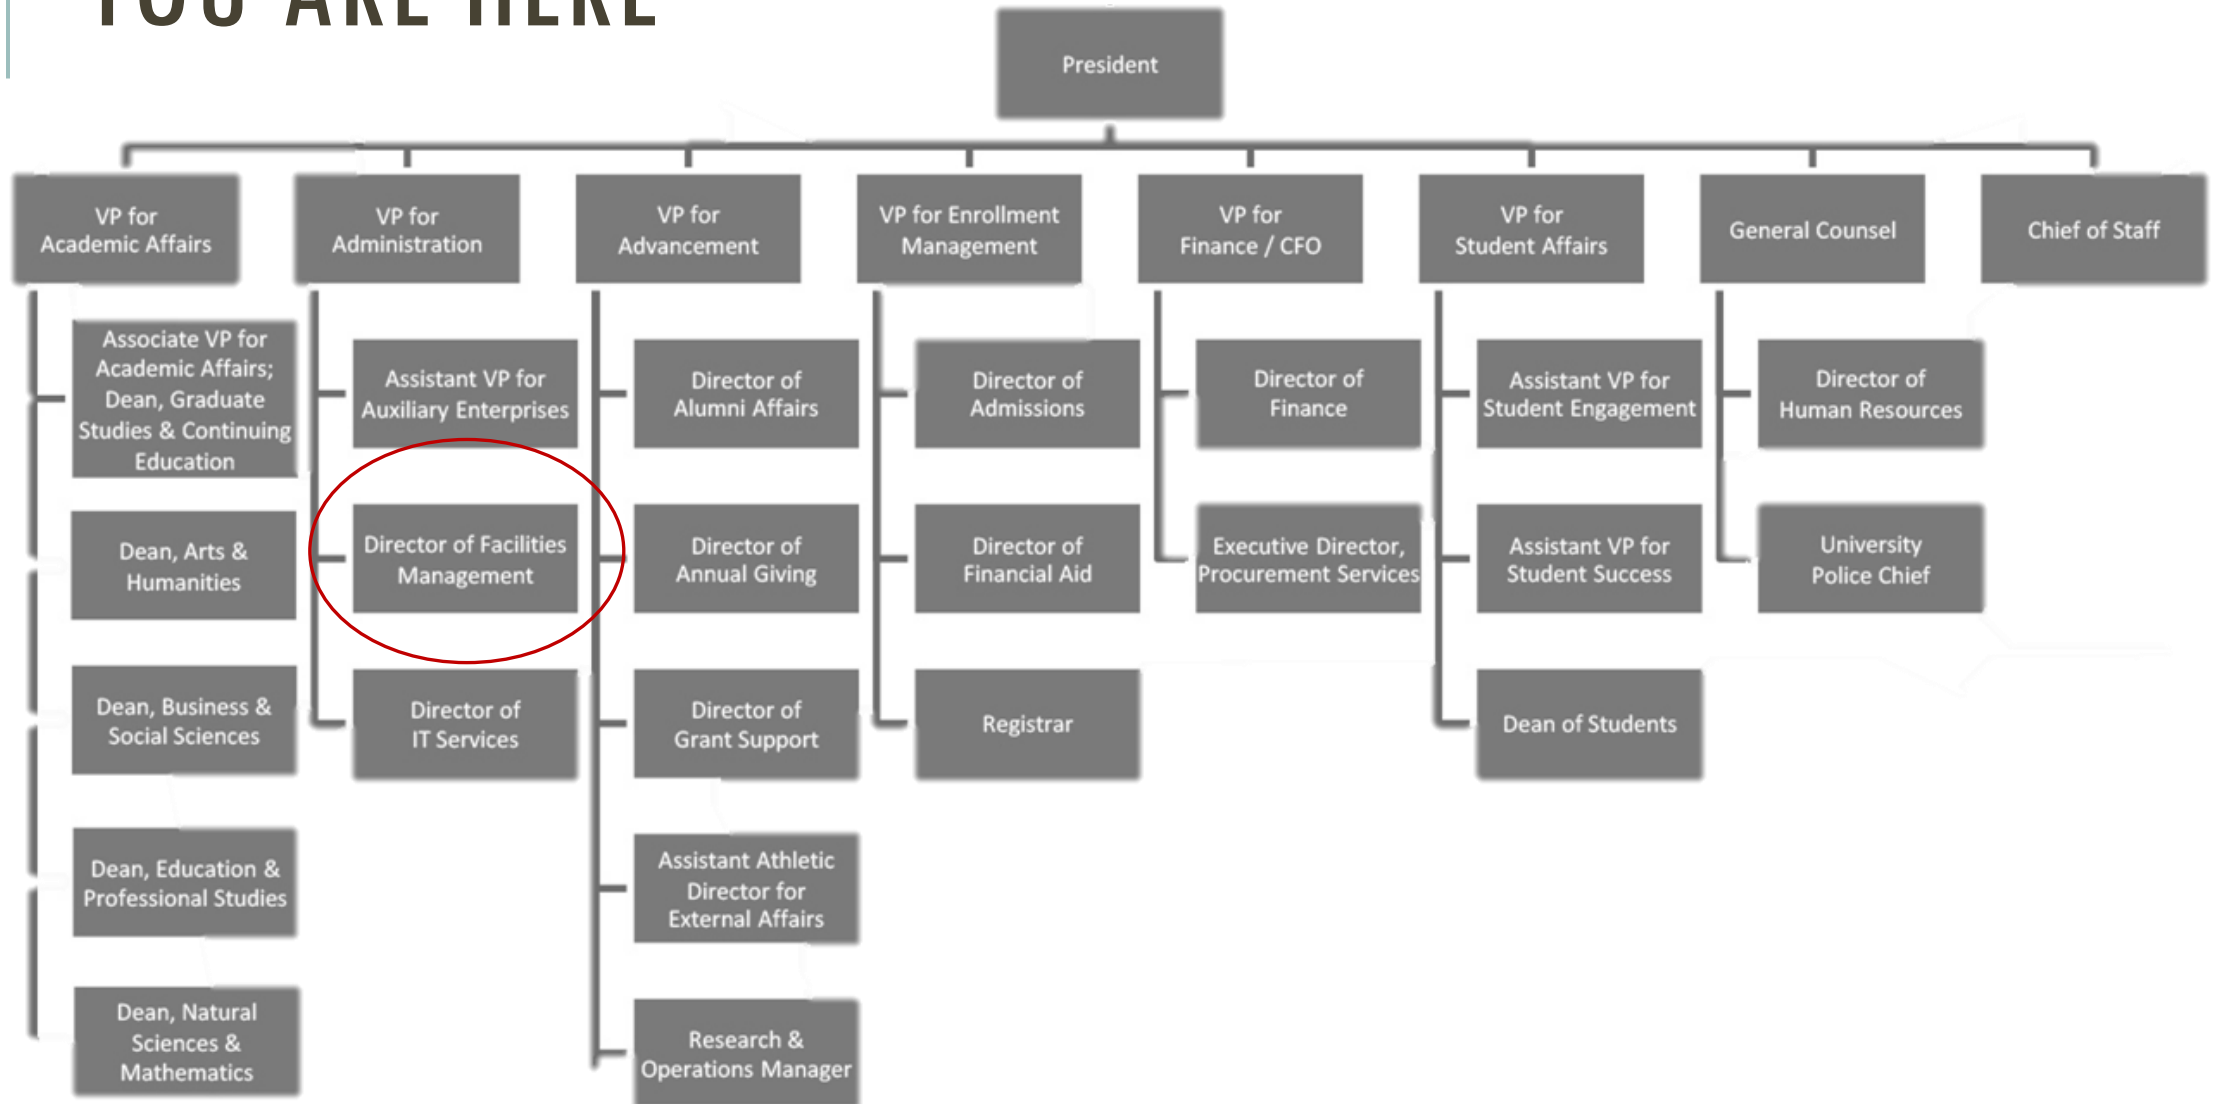 YOU ARE HERE
President
VP for
Academic Affairs
VP for
Administration
VP for
Advancement
VP for Enrollment
Management
VP for
Finance / CFO
VP for
Student Affairs
General Counsel
Chief of Staff
Associate VP for
Academic Affairs;
Dean, Graduate
Studies & Continuing
Education
Dean, Arts &
Humanities
Dean, Business &
Social Sciences
Dean, Education &
Professional Studies
Dean, Natural
Sciences &
Mathematics
Assistant VP for
Auxiliary Enterprises
Director of Facilities
Management
Director of
IT Services
Director of
Alumni Affairs
Director of
Annual Giving
Director of
Grant Support
Assistant Athletic
Director for
External Affairs
Research &
Operations Manager
Director of
Admissions
Director of
Financial Aid
Registrar
Director of
Finance
Executive Director,
Procurement Services
Assistant VP for
Student Engagement
Assistant VP for
Student Success
Dean of Students
Director of
Human Resources
University
Police Chief